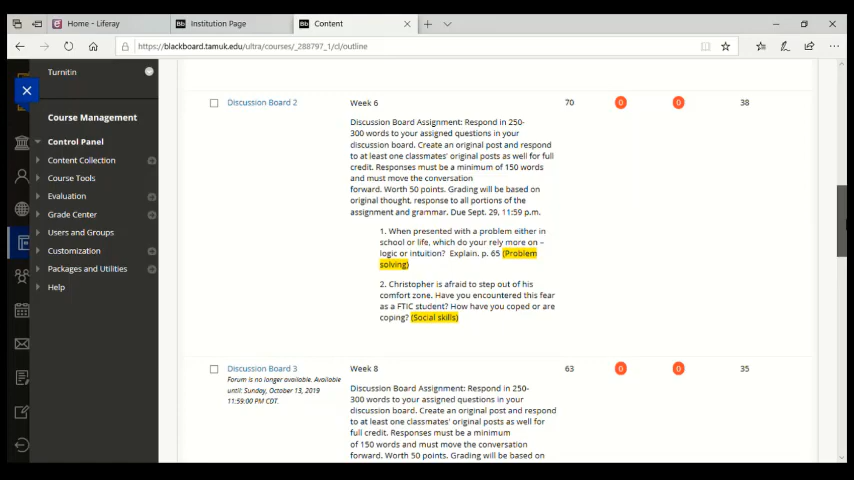 Home - Liferay
Institution Page
Content
https://blackboard.tamuk.edu/ultra/courses/_288797_1/cl/outline
Turnitin
Course Management
Control Panel
Content Collection
Course Tools
Evaluation
Grade Center
Users and Groups
Customization
Packages and Utilities
Help
Discussion Board 2
Week 6
70
0
0
38
Discussion Board Assignment: Respond in 250-
300 words to your assigned questions in your
discussion board. Create an original post and respond
to at least one classmates' original posts as well for full
credit. Responses must be a minimum of 150 words
and must move the conversation
forward. Worth 50 points. Grading will be based on
original thought, response to all portions of the
assignment and grammar. Due Sept. 29, 11:59 p.m.
1. When presented with a problem either in
school or life, which do your rely more on –
logic or intuition? Explain. p. 65 (Problem
solving)
2. Christopher is afraid to step out of his
comfort zone. Have you encountered this fear
as a FTIC student? How have you coped or are
coping? (Social skills)
Discussion Board 3
Forum is no longer available. Available
until: Sunday, October 13, 2019
11:59:00 PM CDT.
Week 8
63
0
0
35
Discussion Board Assignment: Respond in 250-
300 words to your assigned questions in your
discussion board. Create an original post and respond
to at least one classmates' original posts as well for
full credit. Responses must be a minimum
of 150 words and must move the conversation
forward. Worth 50 points. Grading will be based on